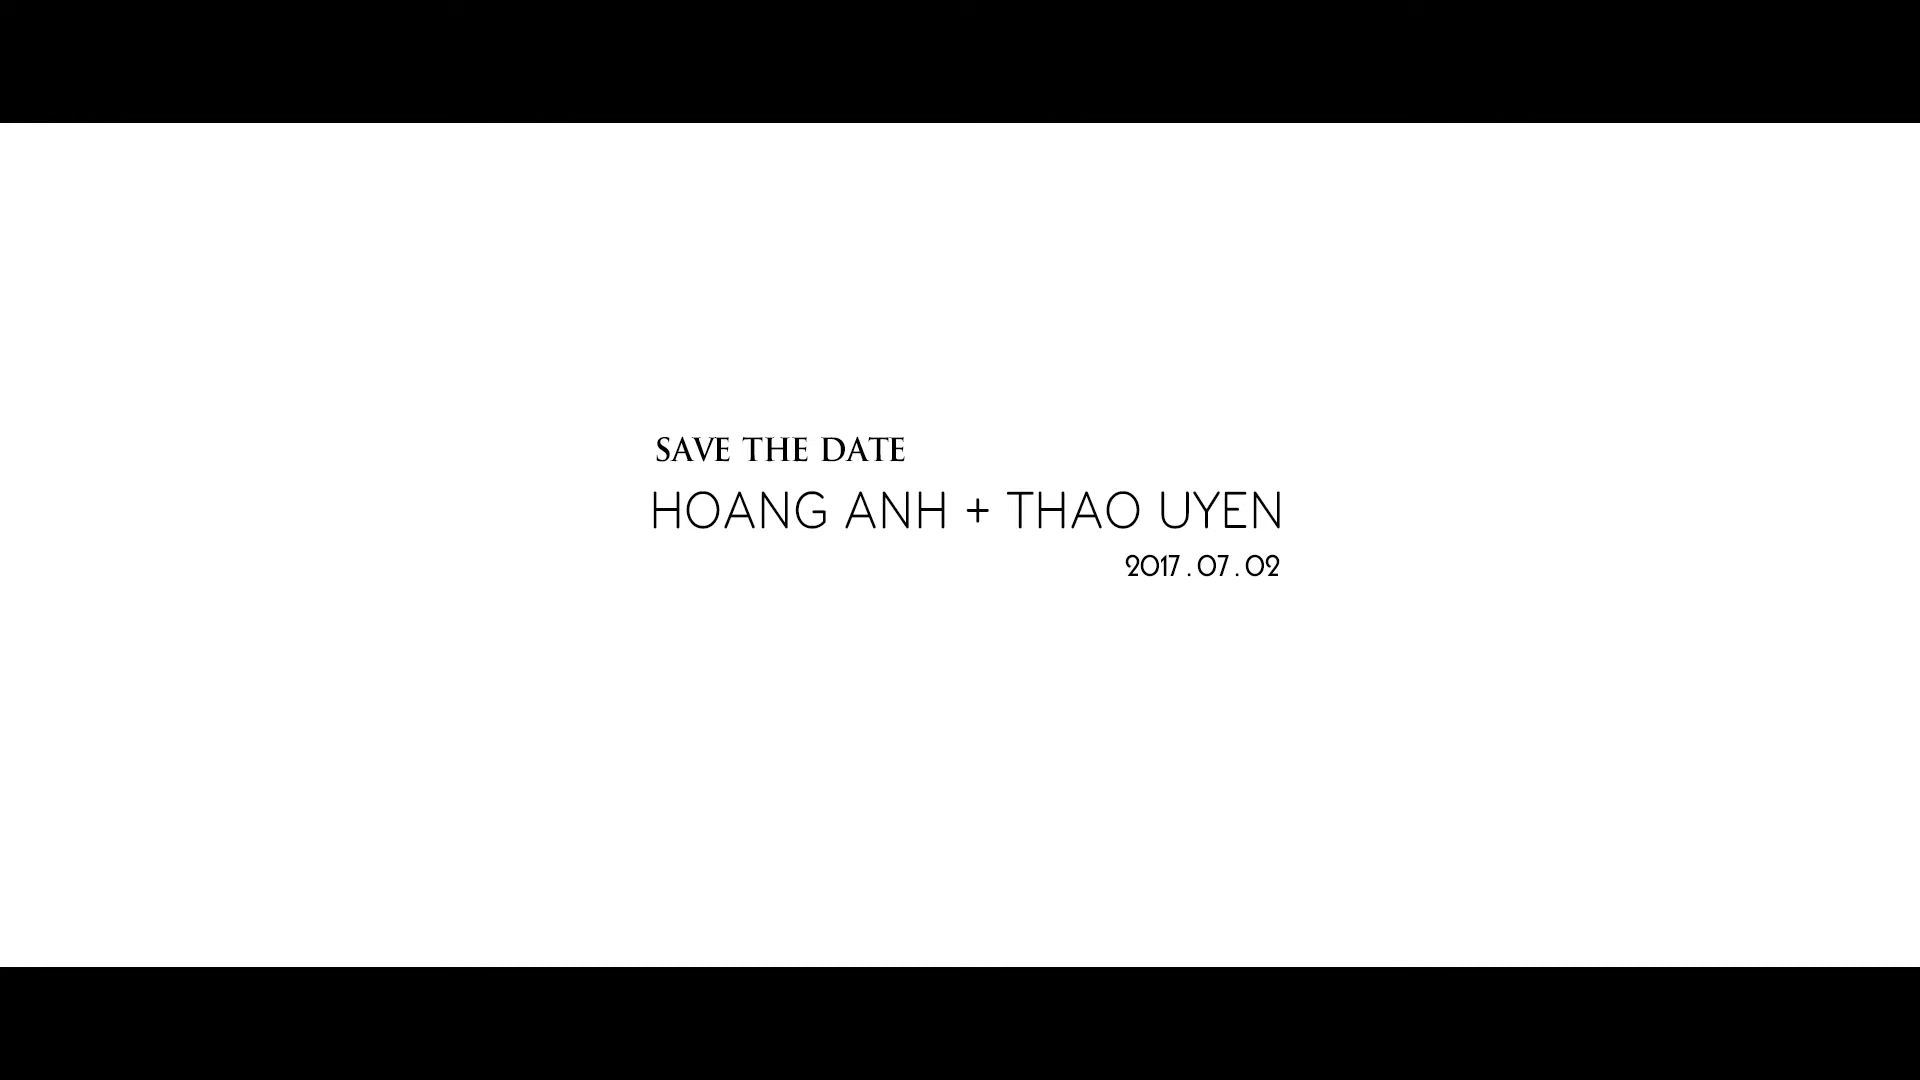 SAVE THE DATE
HOANG ANH + THAO UYEN
2017.07.02